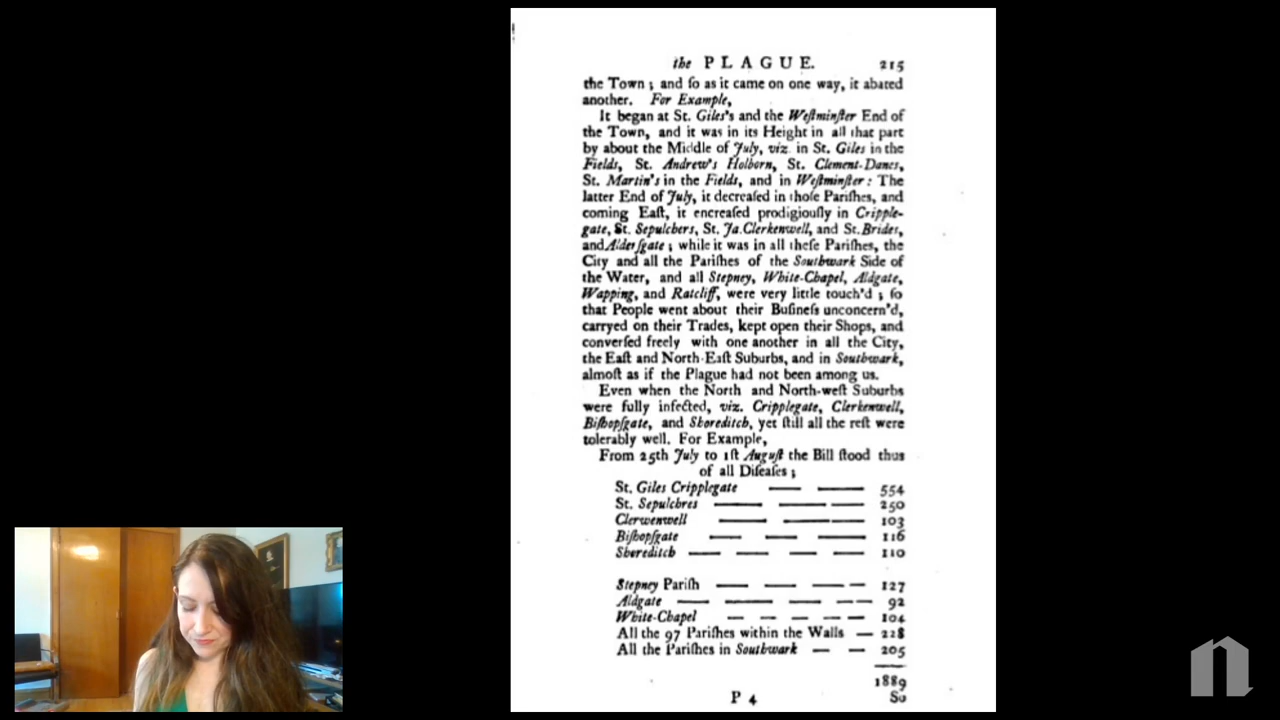 the PLAGUE. 215
the Town; and ſo as it came on one way, it abated
another. For Example,
It began at St. Giles's and the Weſtminſter End of
the Town, and it was in its Height in all that part
by about the Middle of July, viz. in St. Giles in the
Fields, St. Andrew's Holborn, St. Clement-Danes,
St. Martin's in the Fields, and in Weſtminſter: The
latter End of July, it decreaſed in thoſe Pariſhes, and
coming Eaſt, it encreaſed prodigiouſly in Cripple-
gate, St. Sepulchers, St. Ja. Clerkenwell, and St. Brides,
and Alderſgate; while it was in all theſe Pariſhes, the
City and all the Pariſhes of the Southwark Side of
the Water, and all Stepney, White-Chapel, Aldgate,
Wapping, and Ratcliff, were very little touch'd; ſo
that People went about their Buſineſs unconcern'd,
carryed on their Trades, kept open their Shops, and
converſed freely with one another in all the City,
the Eaſt and North-Eaſt Suburbs, and in Southwark,
almoſt as if the Plague had not been among us.
Even when the North and North-weſt Suburbs
were fully infected, viz. Cripplegate, Clerkenwell,
Biſhopſgate, and Shoreditch, yet ſtill all the reſt were
tolerably well. For Example,
From 25th July to 1ſt Auguſt the Bill ſtood thus
of all Diſeaſes;
St. Giles Cripplegate — — 554
St. Sepulchres — — — 250
Clerwenwell — — — 103
Biſhopſgate — — — 116
Shoreditch — — — — 110
Stepney Pariſh — — — — 127
Aldgate — — — — — 92
White-Chapel — — — — — 104
All the 97 Pariſhes within the Walls — 228
All the Pariſhes in Southwark — — 205
1889
P 4 So
n